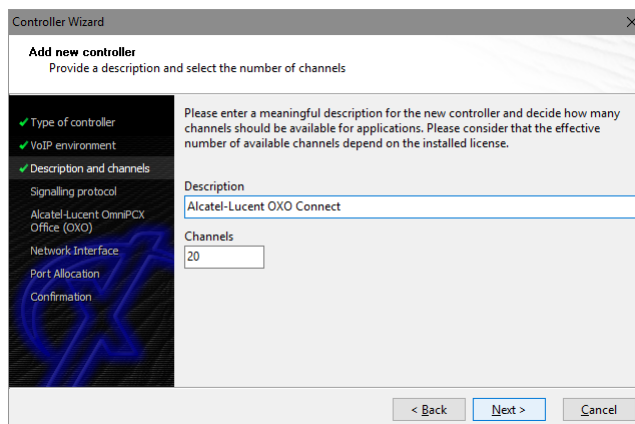 Controller Wizard
Add new controller
Provide a description and select the number of channels
Type of controller
VoIP environment
Description and channels
Signalling protocol
Alcatel-Lucent OmniPCX
Office (OXO)
Network Interface
Port Allocation
Confirmation
Please enter a meaningful description for the new controller and decide how many
channels should be available for applications. Please consider that the effective
number of available channels depend on the installed license.
Description
Alcatel-Lucent OXO Connect
Channels
20
< Back
Next >
Cancel